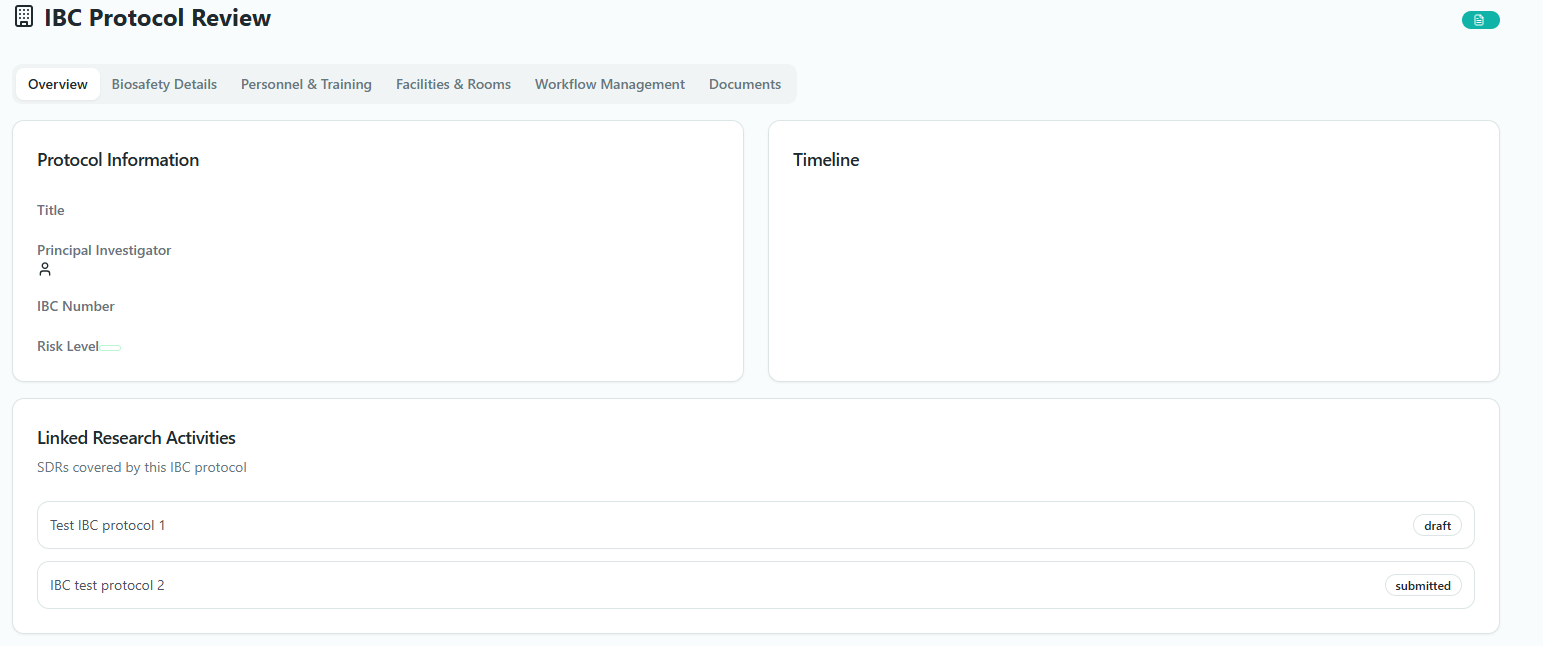 IBC Protocol Review
Overview
Biosafety Details
Personnel & Training
Facilities & Rooms
Workflow Management
Documents
Protocol Information
Title
Principal Investigator
IBC Number
Risk Level
Timeline
Linked Research Activities
SDRs covered by this IBC protocol
Test IBC protocol 1
draft
IBC test protocol 2
submitted